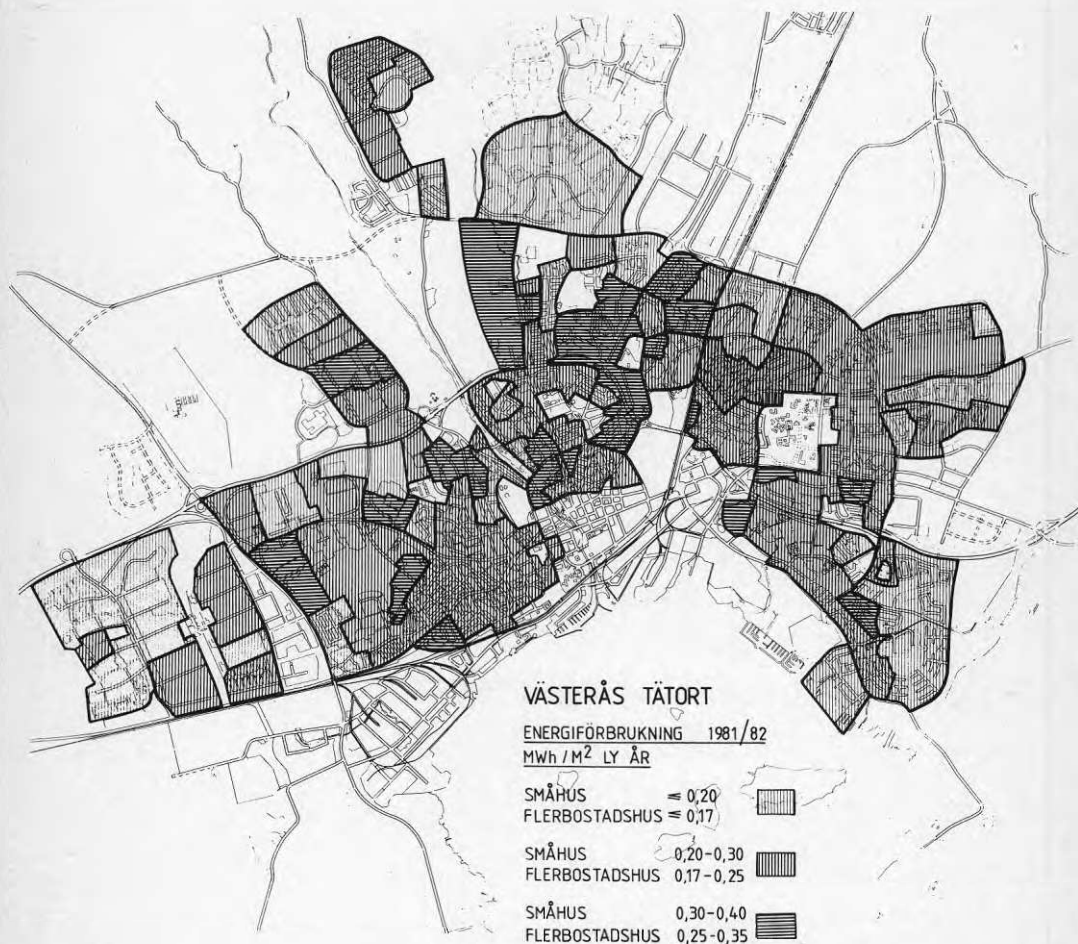 VÄSTERÅS TÄTORT
ENERGIFÖRBRUKNING 1981/82
MWh/M² LY ÅR
SMÅHUS ≤ 0,20
FLERBOSTADSHUS ≤ 0,17
SMÅHUS 0,20-0,30
FLERBOSTADSHUS 0,17-0,25
SMÅHUS 0,30-0,40
FLERBOSTADSHUS 0,25-0,35